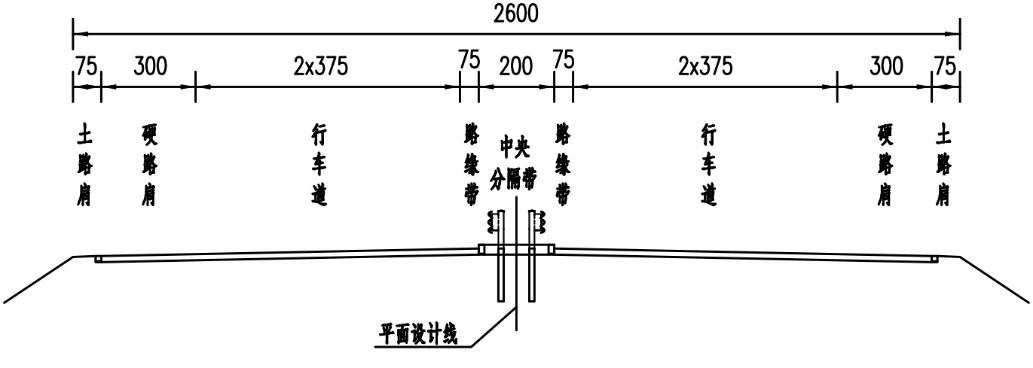 2600
75 300 2x375 75 200 75 2x375 300 75
土路肩 硬路肩 行车道 路缘带 中央分隔带 路缘带 行车道 硬路肩 土路肩
平面设计线